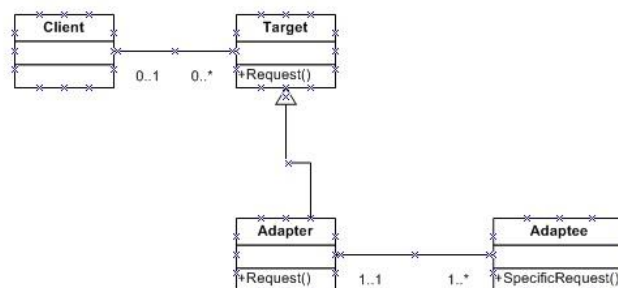 Client
Target
+Request()
0..1
0..*
Adapter
Adaptee
+Request()
1..1
1..*
+SpecificRequest()